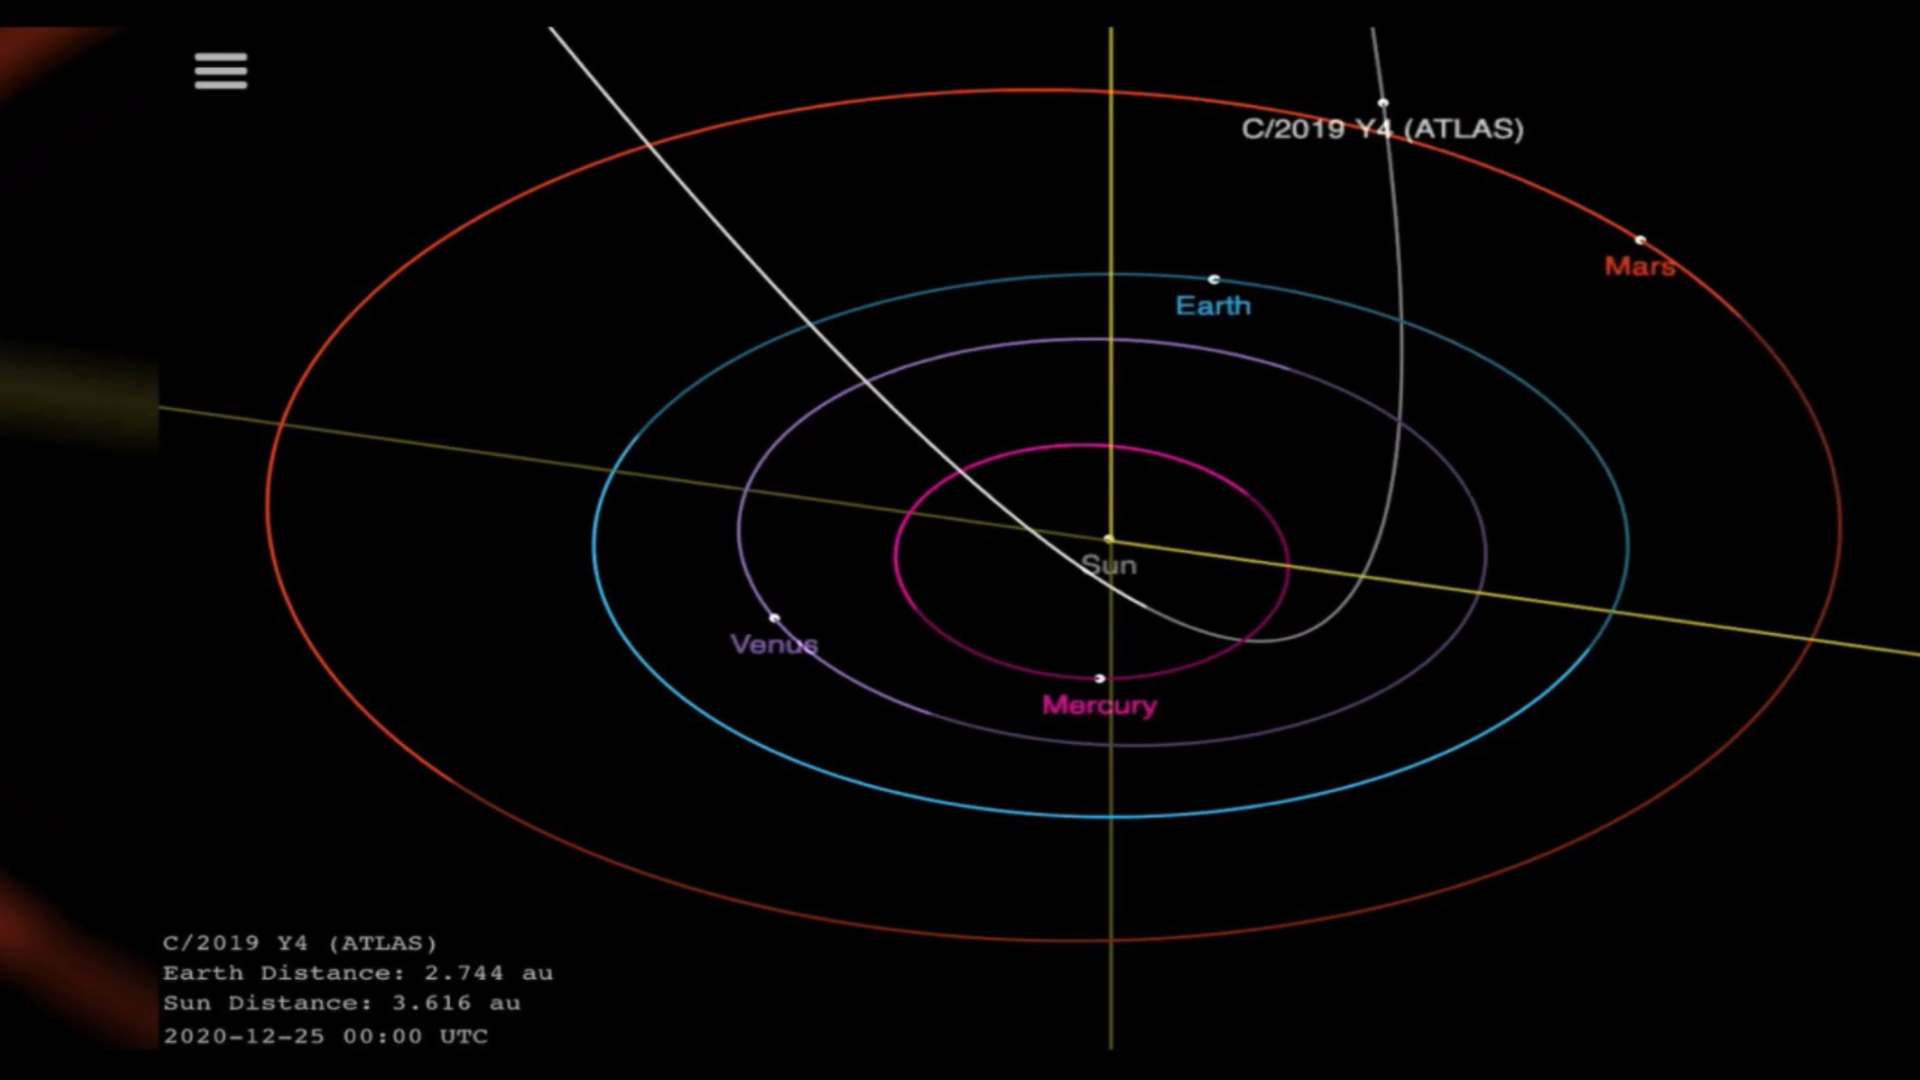 C/2019 Y4 (ATLAS)
Mars
Earth
Sun
Venus
Mercury
C/2019 Y4 (ATLAS)
Earth Distance: 2.744 au
Sun Distance: 3.616 au
2020-12-25 00:00 UTC